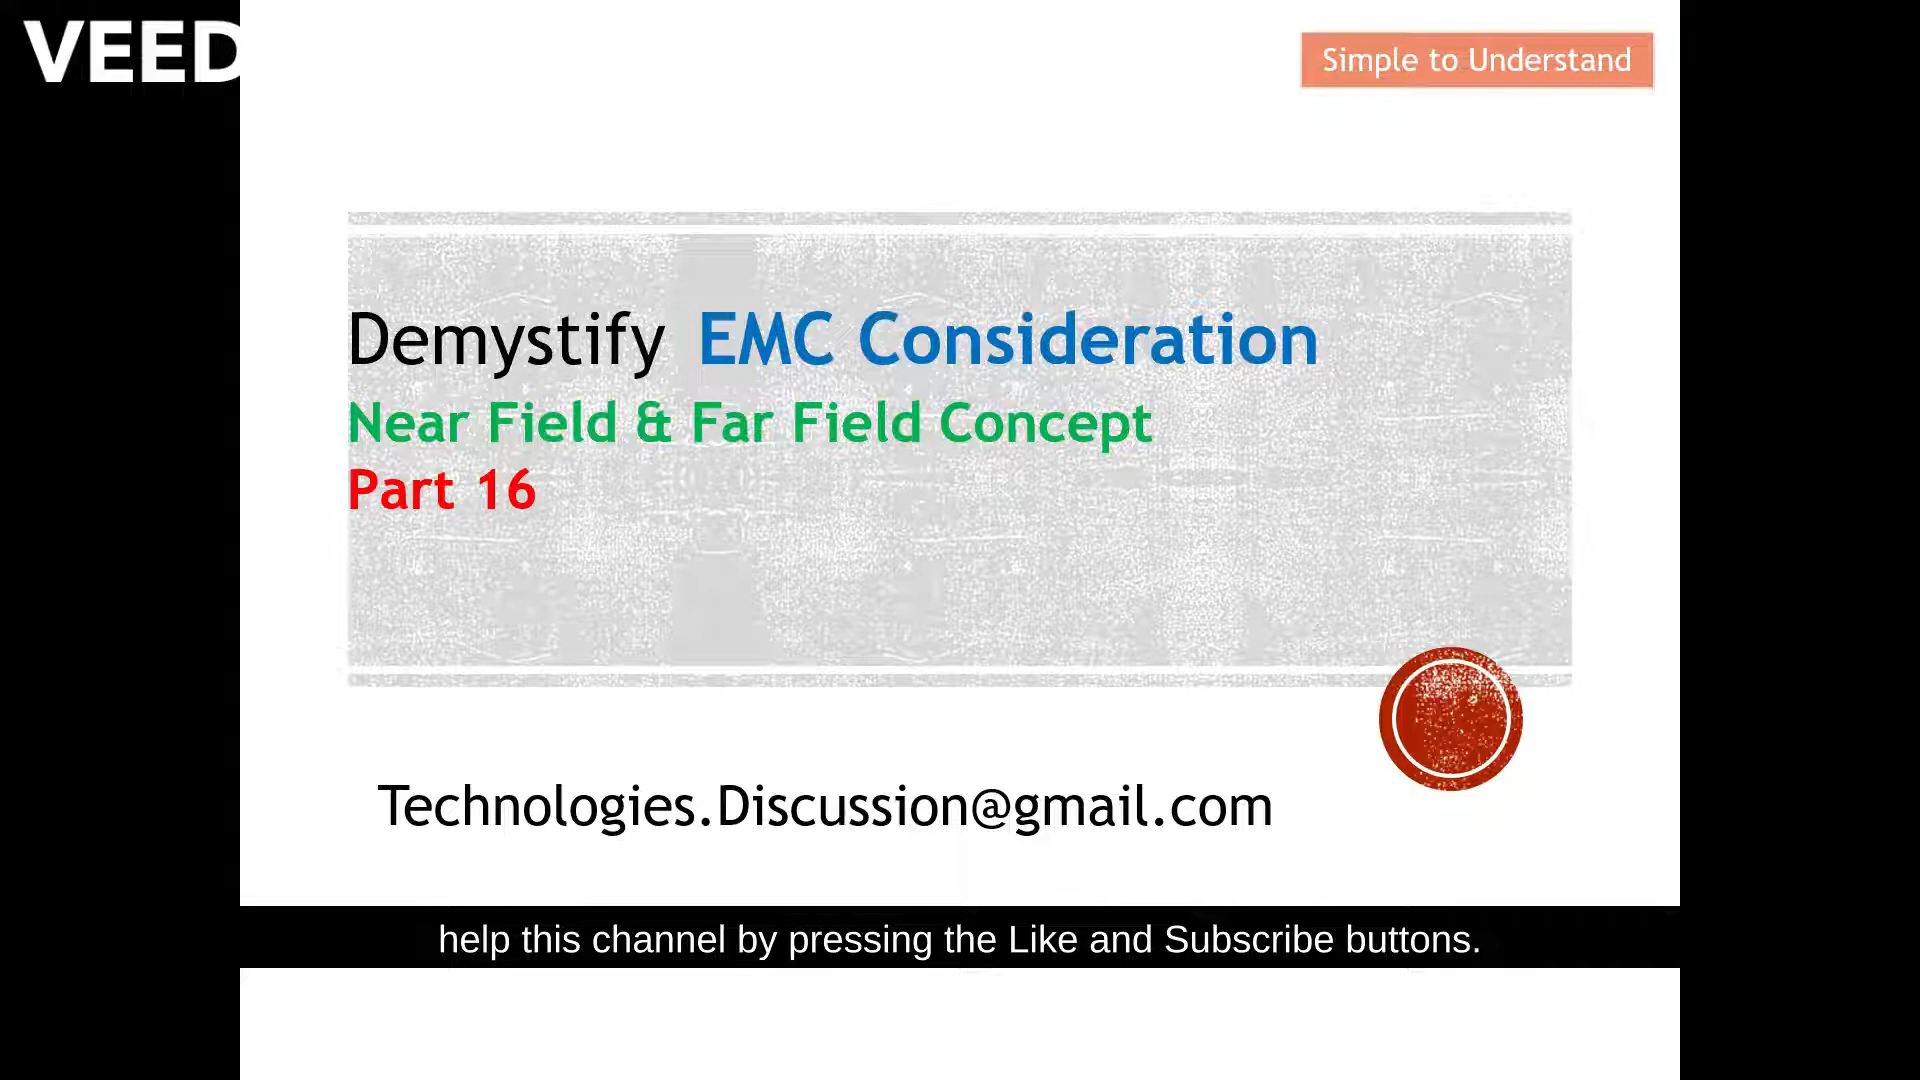 VEED
Simple to Understand
Demystify EMC Consideration
Near Field & Far Field Concept
Part 16
Technologies.Discussion@gmail.com
help this channel by pressing the Like and Subscribe buttons.